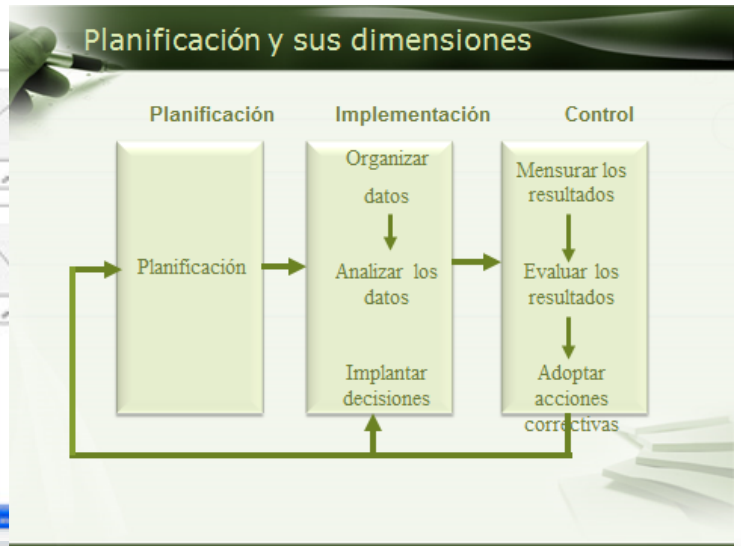 Planificación y sus dimensiones
Planificación
Implementación
Control
Planificación
Organizar
datos
Analizar los
datos
Implantar
decisiones
Mensurar los
resultados
Evaluar los
resultados
Adoptar
acciones
correctivas